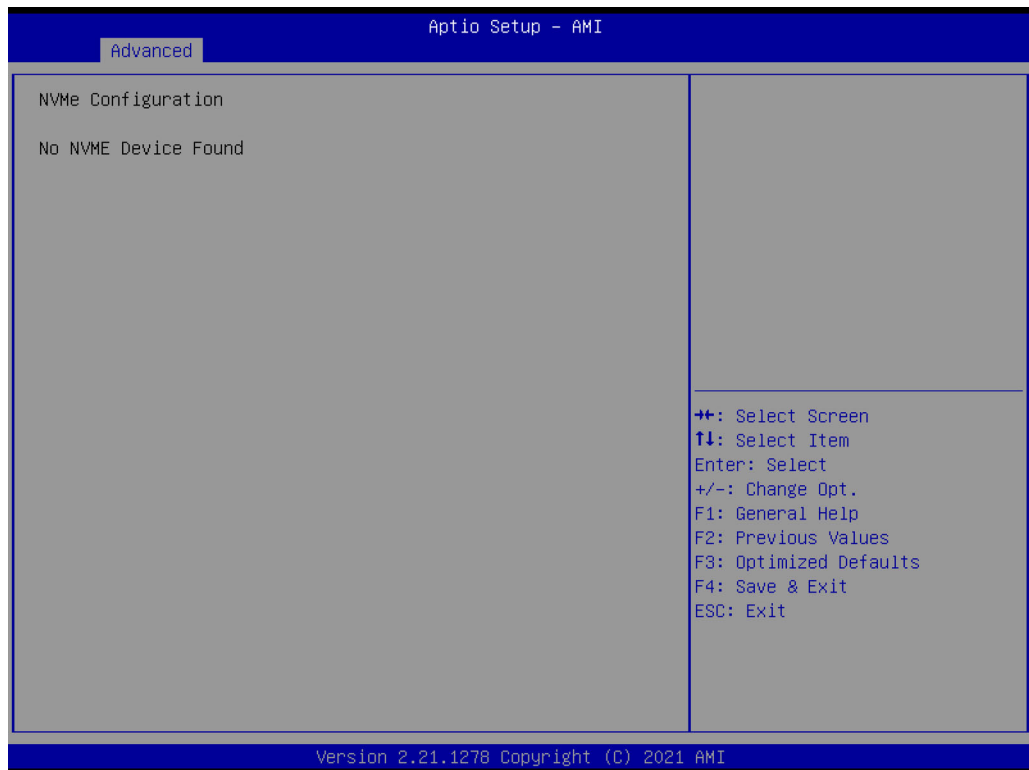 Aptio Setup – AMI
Advanced
NVMe Configuration
No NVME Device Found
→←: Select Screen
↑↓: Select Item
Enter: Select
+/-: Change Opt.
F1: General Help
F2: Previous Values
F3: Optimized Defaults
F4: Save & Exit
ESC: Exit
Version 2.21.1278 Copyright (C) 2021 AMI